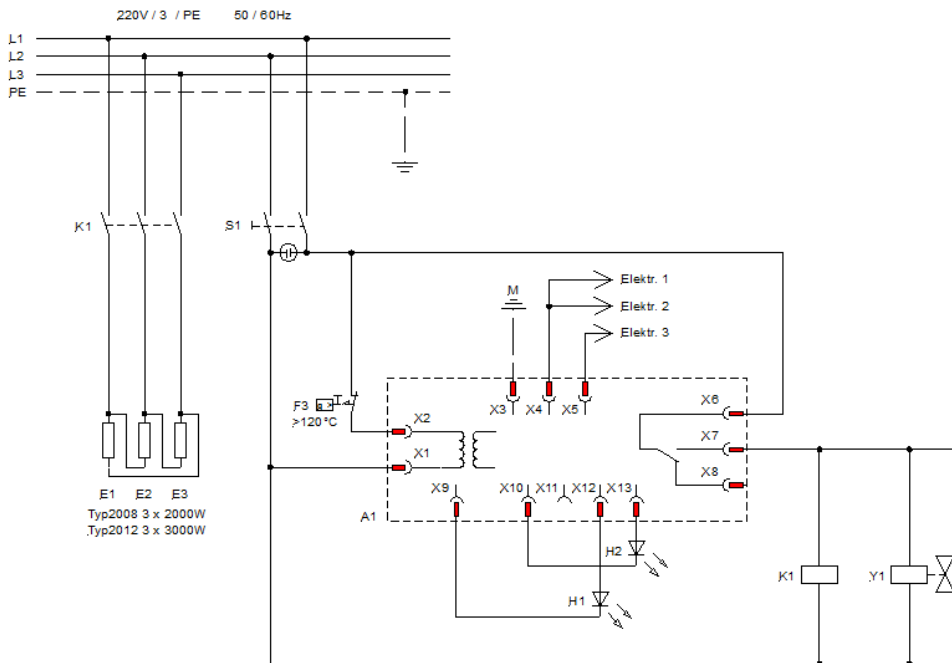 220V / 3 / PE 50 / 60Hz
L1
L2
L3
PE
K1
S1
Elektr. 1
M
Elektr. 2
Elektr. 3
F3
>120°C
X3 X4 X5
X6
X2
X7
X1
X8
X9 X10 X11 X12 X13
A1
E1 E2 E3
Typ2008 3 x 2000W
Typ2012 3 x 3000W
H2
K1
Y1
H1